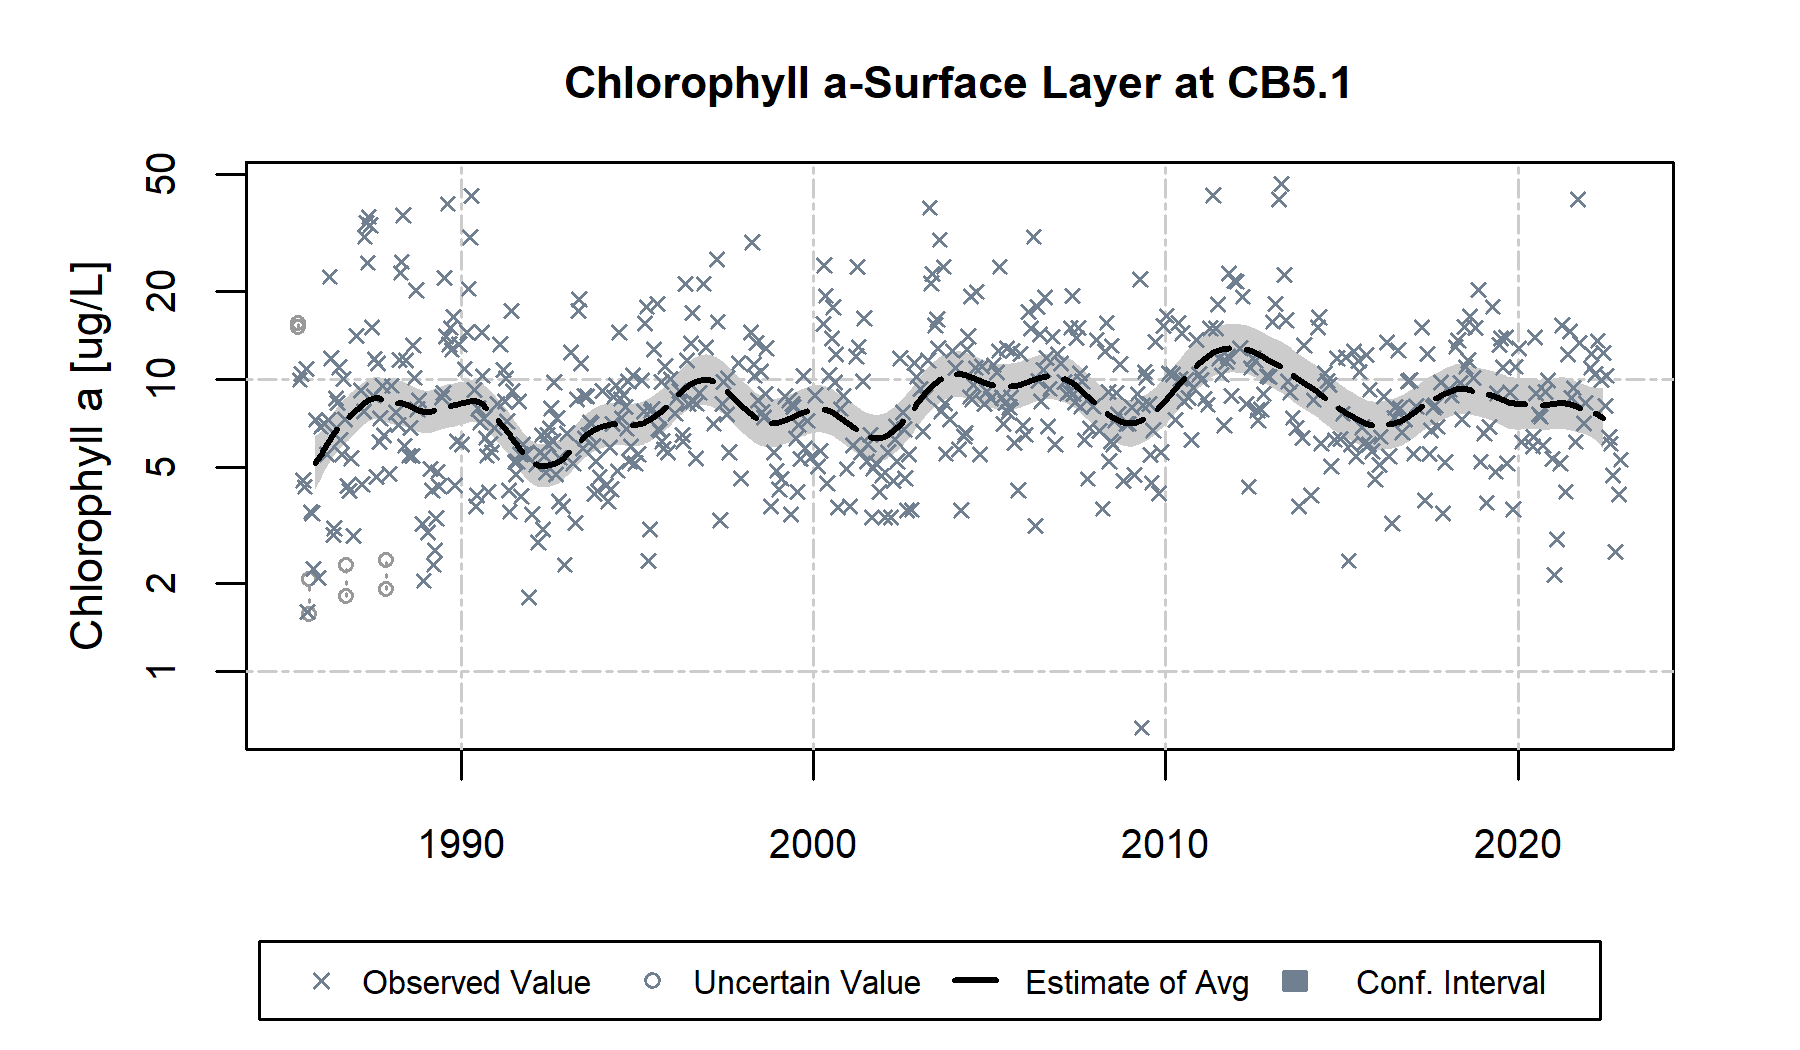 Chlorophyll a-Surface Layer at CB5.1
Chlorophyll a [ug/L]
50
20
10
5
2
1
1990 2000 2010 2020
Observed Value Uncertain Value Estimate of Avg Conf. Interval